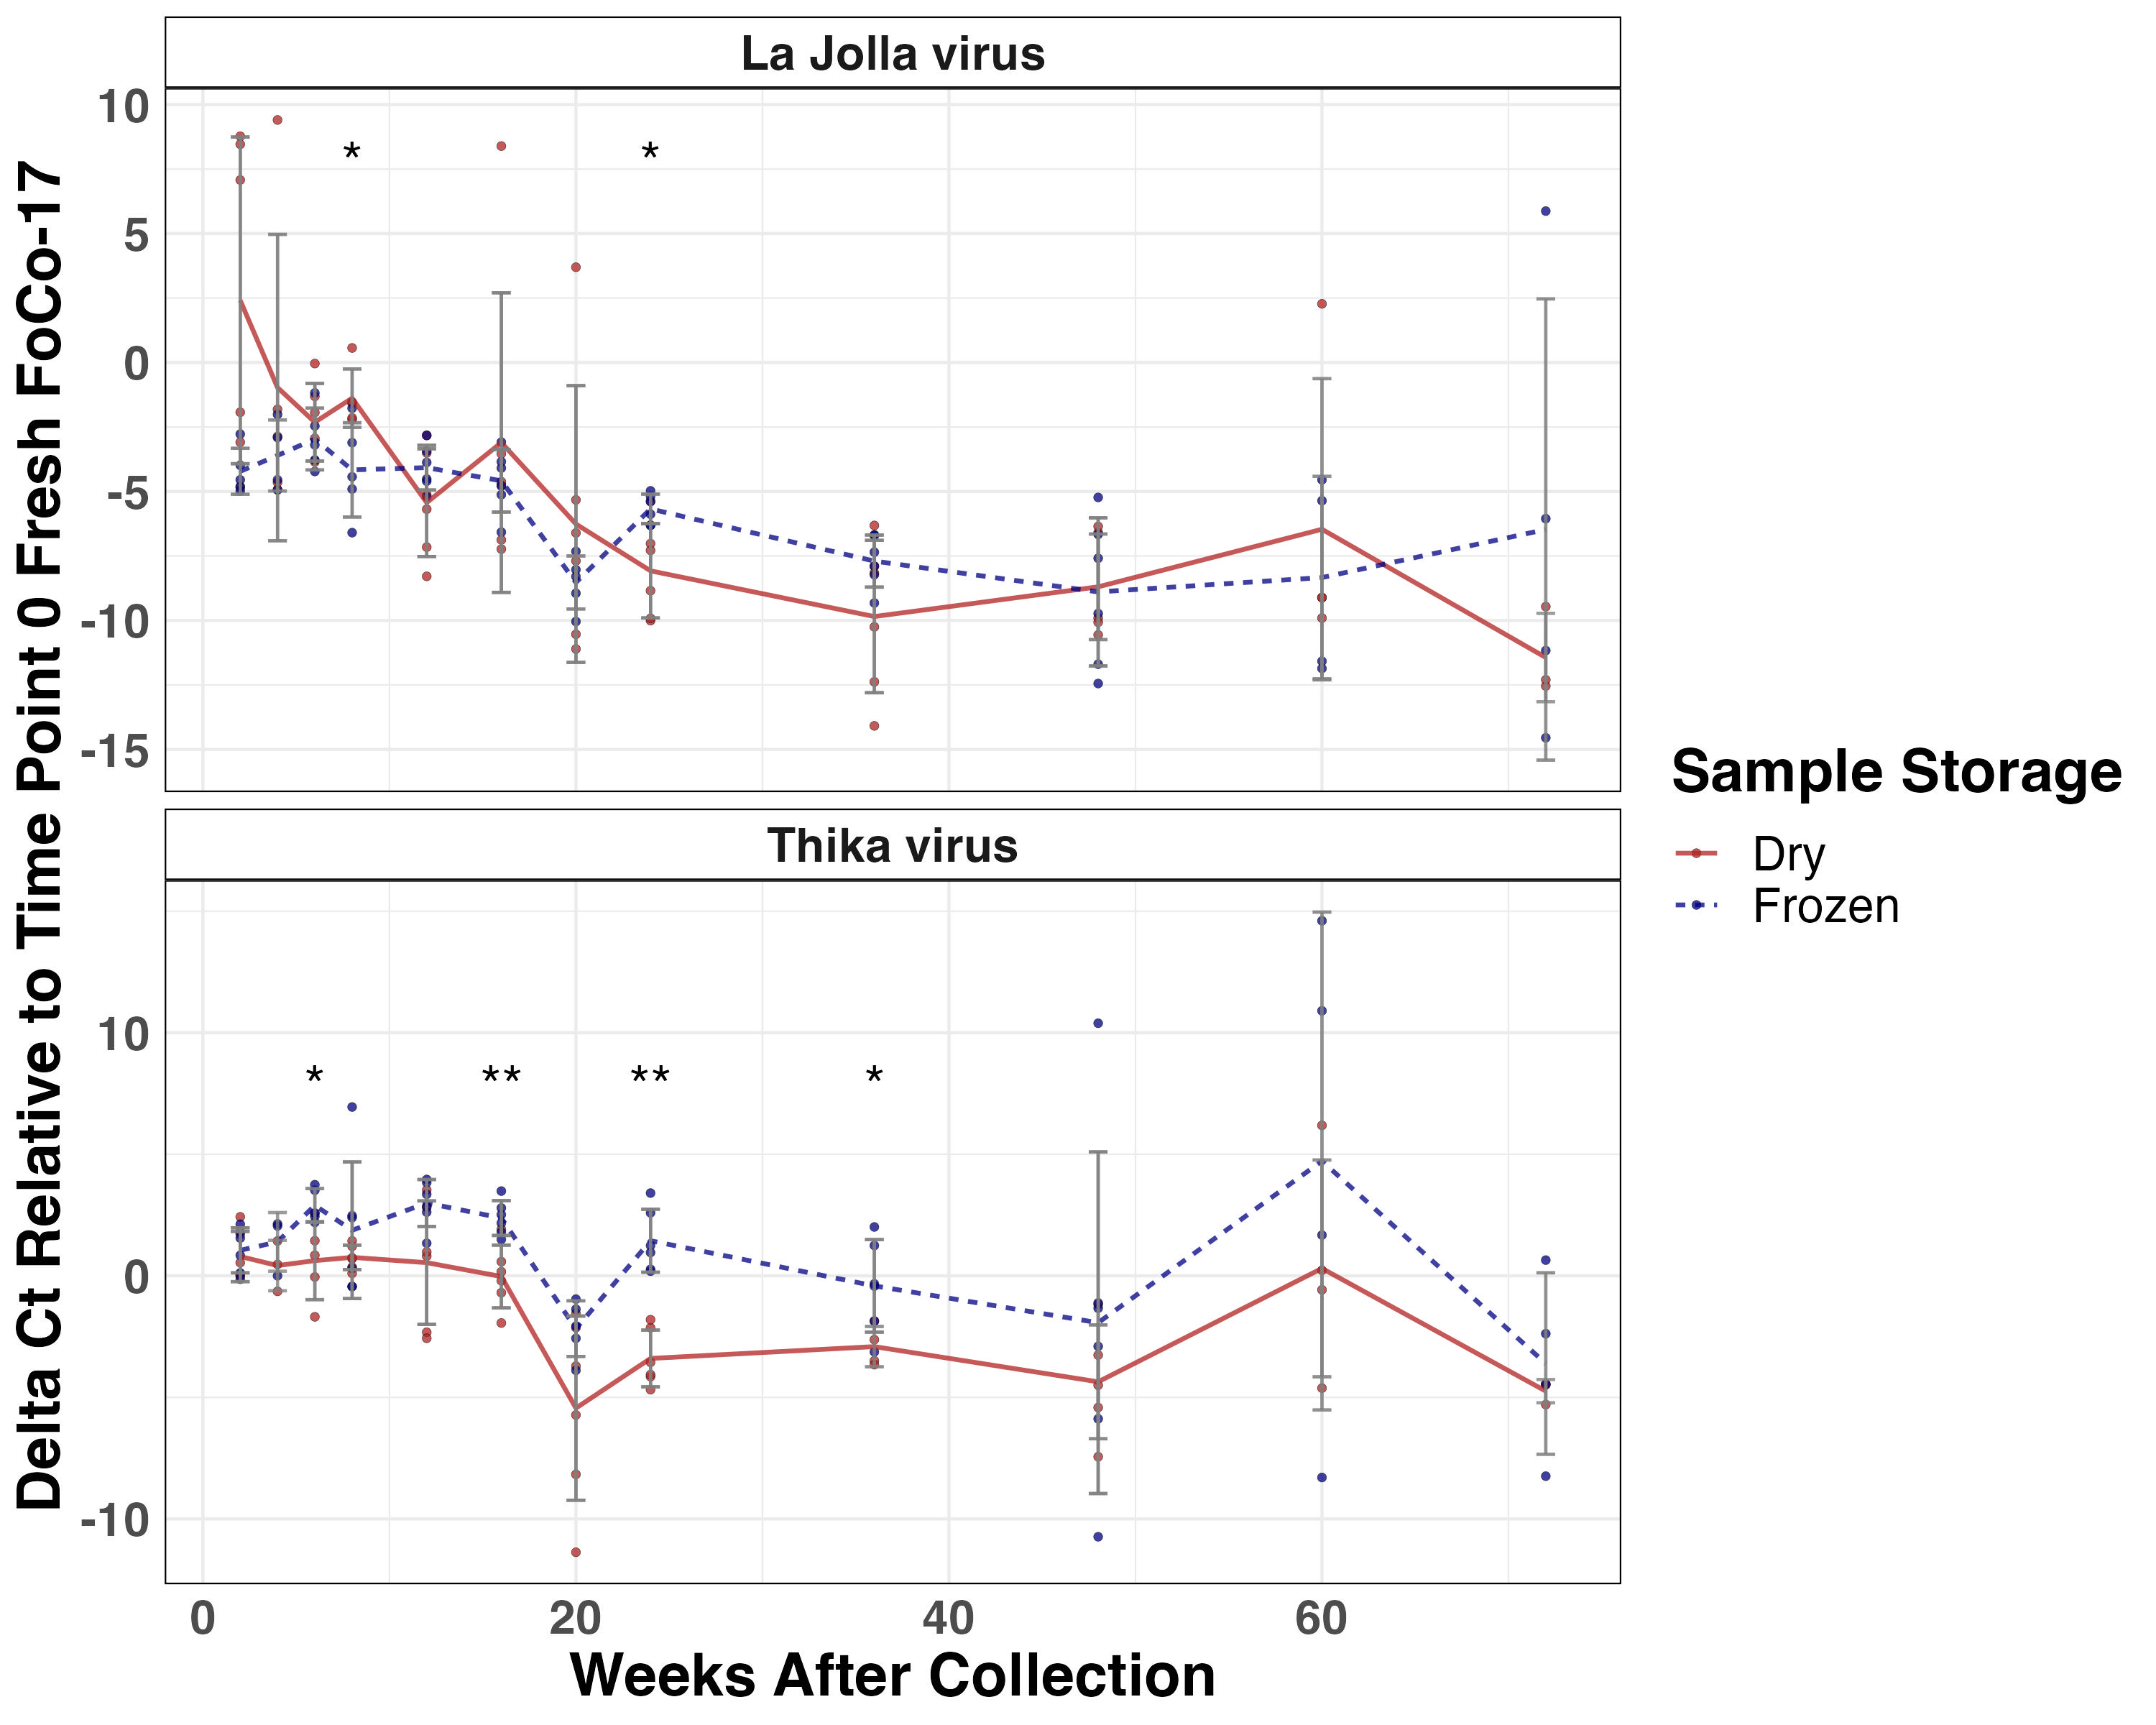 La Jolla virus
10
*
*
5
0
-5
-10
-15
Thika virus
10
*
**
**
*
0
-10
0
20
40
60
Weeks After Collection
Delta Ct Relative to Time Point 0 Fresh FoCo-17
Sample Storage
Dry
Frozen